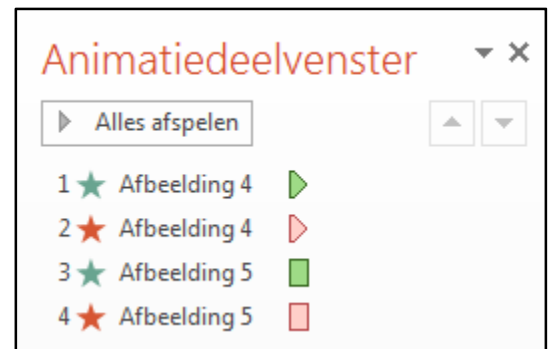 Animatiedeelvenster
Alles afspelen
1 Afbeelding 4
2 Afbeelding 4
3 Afbeelding 5
4 Afbeelding 5